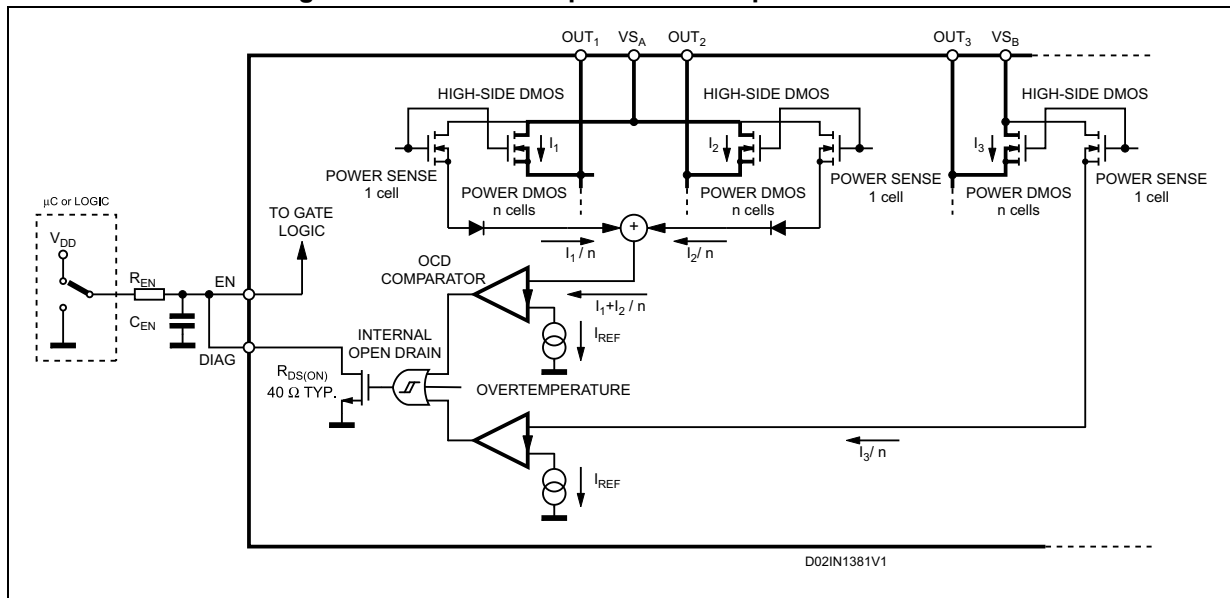 OUT1 VSA OUT2 OUT3 VSB
HIGH-SIDE DMOS HIGH-SIDE DMOS HIGH-SIDE DMOS
I1 I2 I3
POWER SENSE
1 cell
POWER DMOS
n cells
POWER DMOS
n cells
POWER SENSE
1 cell
POWER DMOS
n cells
POWER SENSE
1 cell
μC or LOGIC
VDD
TO GATE
LOGIC
+
I1/ n I2/ n
REN
EN
CEN
DIAG
OCD
COMPARATOR
I1+I2 / n
IREF
INTERNAL
OPEN DRAIN
RDS(ON)
40 Ω TYP.
OVERTEMPERATURE
I3/ n
IREF
D02IN1381V1